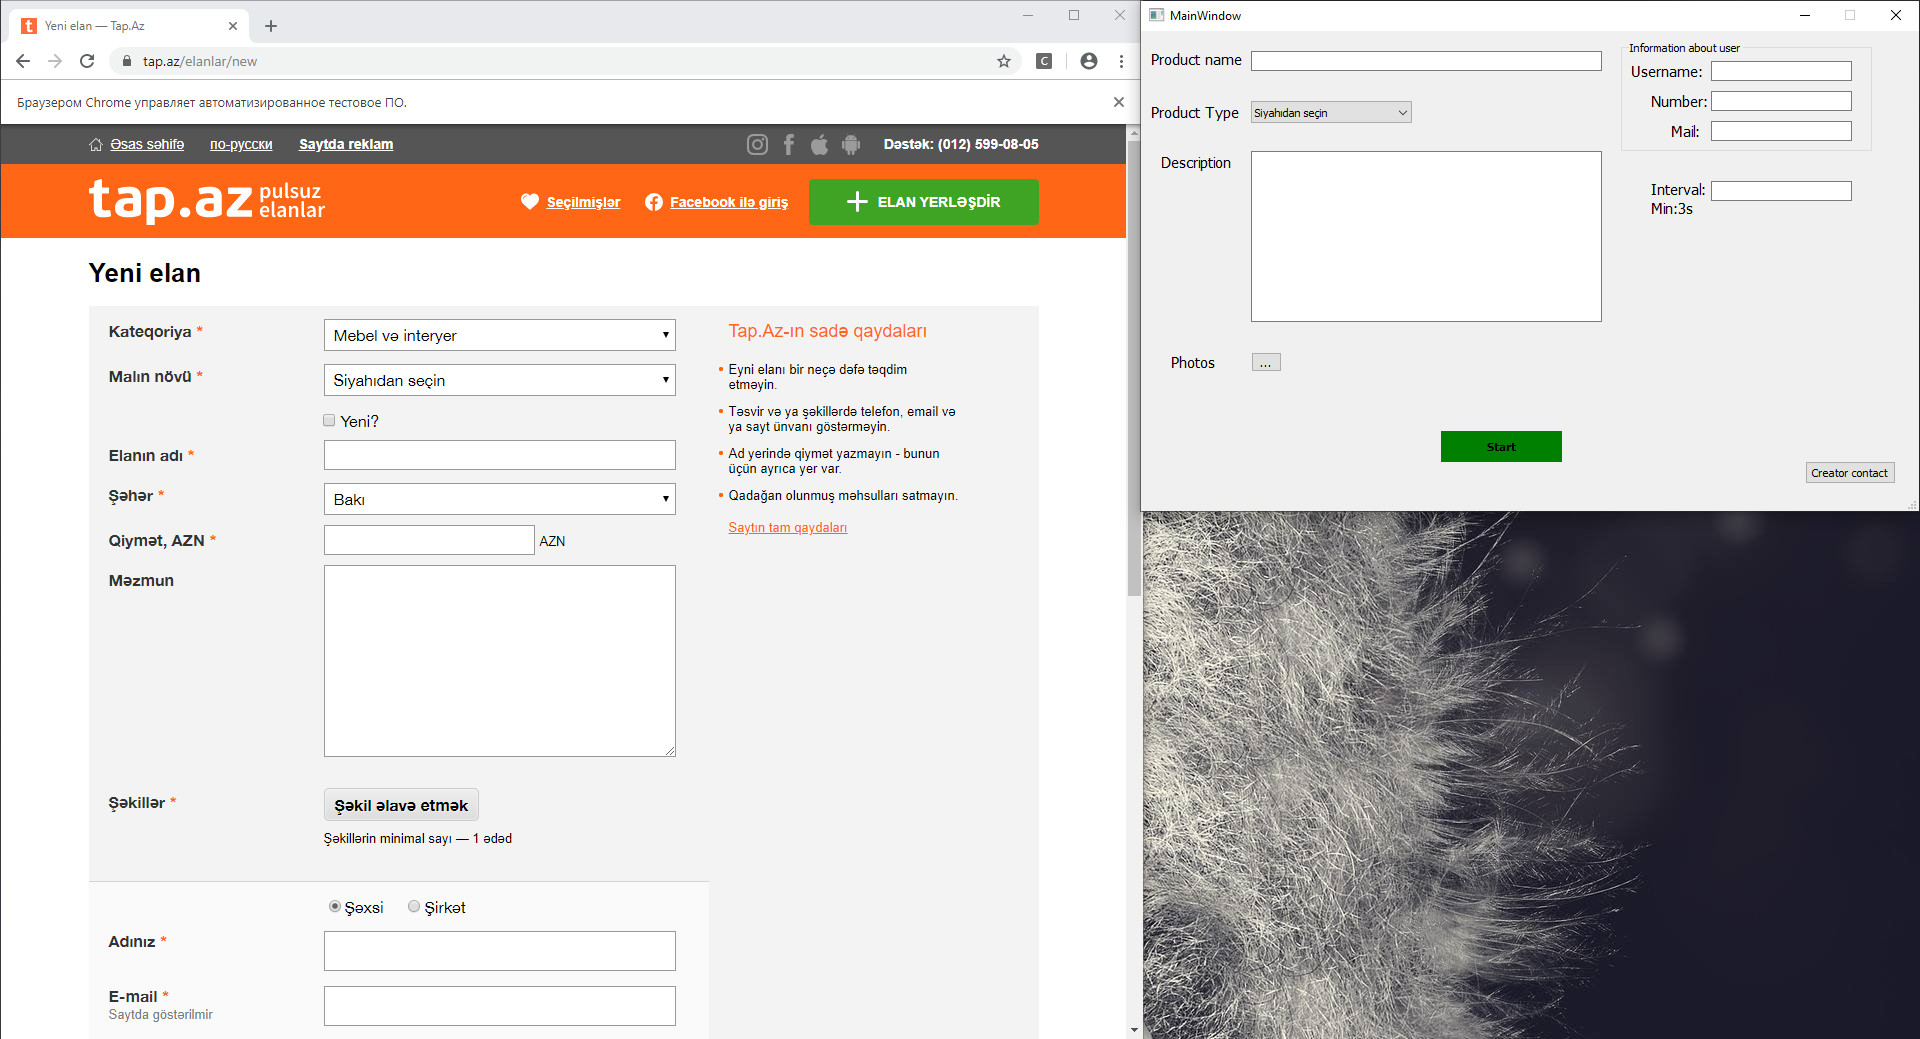 Yeni elan — Tap.Az
tap.az/elanlar/new
Браузером Chrome управляет автоматизированное тестовое ПО.
Əsas səhifə
по-русски
Saytda reklam
Dəstək: (012) 599-08-05
tap.az pulsuz elanlar
Seçilmişlər
Facebook ilə giriş
ELAN YERLƏŞDİR
Yeni elan
Kateqoriya *
Mebel və interyer
Malın növü *
Siyahıdan seçin
Yeni?
Elanın adı *
Şəhər *
Bakı
Qiymət, AZN *
AZN
Məzmun
Şəkillər *
Şəkil əlavə etmək
Şəkillərin minimal sayı — 1 ədəd
Şəxsi
Şirkət
Adınız *
E-mail *
Saytda göstərilmir
Tap.Az-ın sadə qaydaları
Eyni elanı bir neçə dəfə təqdim
etməyin.
Təsvir və ya şəkillərdə telefon, email və
ya sayt ünvanı göstərməyin.
Ad yerində qiymət yazmayın - bunun
üçün ayrıca yer var.
Qadağan olunmuş məhsulları satmayın.
Saytın tam qaydaları
MainWindow
Product name
Product Type
Siyahıdan seçin
Description
Photos
...
Information about user
Username:
Number:
Mail:
Interval:
Min:3s
Start
Creator contact